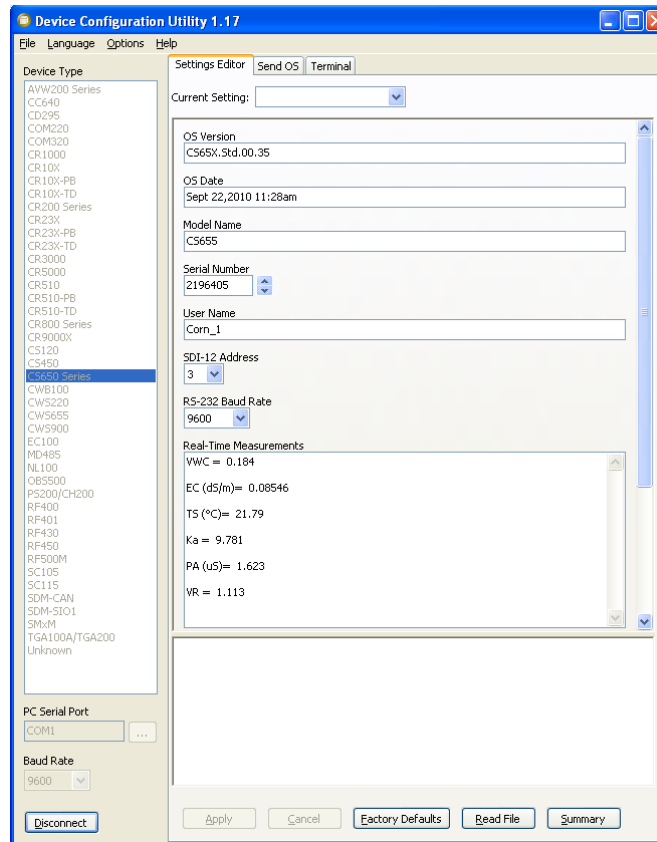 Device Configuration Utility 1.17
File Language Options Help
Device Type
AVW200 Series
CC640
CD295
COM220
COM320
CR1000
CR10X
CR10X-PB
CR10X-TD
CR200 Series
CR23X
CR23X-PB
CR23X-TD
CR3000
CR5000
CR510
CR510-PB
CR510-TD
CR800 Series
CR9000X
CS120
CS450
CS650 Series
CWB100
CWS220
CWS655
CWS900
EC100
MD485
NL100
OBS500
PS200/CH200
RF400
RF401
RF430
RF450
RF500M
SC105
SC115
SDM-CAN
SDM-SIO1
SMxM
TGA100A/TGA200
Unknown
PC Serial Port
COM1
...
Baud Rate
9600
Disconnect
Settings Editor Send OS Terminal
Current Setting:
OS Version
CS65X.Std.00.35
OS Date
Sept 22,2010 11:28am
Model Name
CS655
Serial Number
2196405
User Name
Corn_1
SDI-12 Address
3
RS-232 Baud Rate
9600
Real-Time Measurements
VWC = 0.184
EC (dS/m)= 0.08546
TS (°C)= 21.79
Ka = 9.781
PA (uS)= 1.623
VR = 1.113
Apply Cancel Factory Defaults Read File Summary